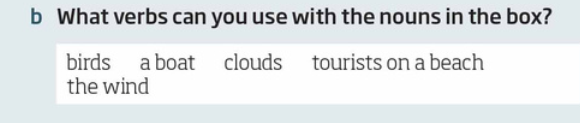 b What verbs can you use with the nouns in the box?
birds a boat clouds tourists on a beach
the wind